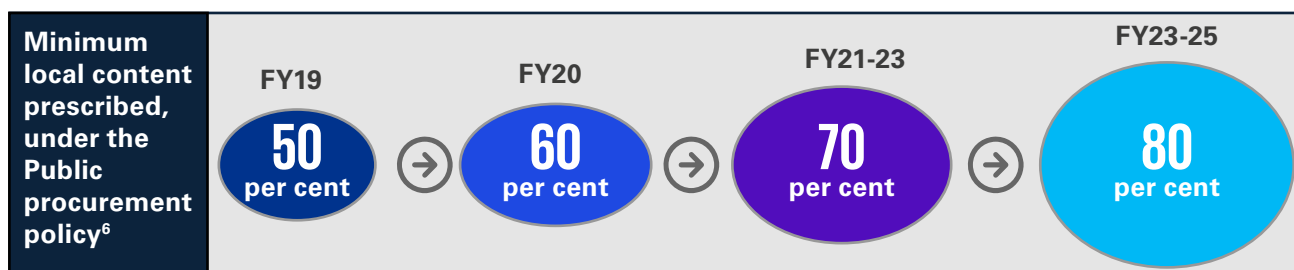 Minimum
local content
prescribed,
under the
Public
procurement
policy⁶
FY19
50
per cent
FY20
60
per cent
FY21-23
70
per cent
FY23-25
80
per cent